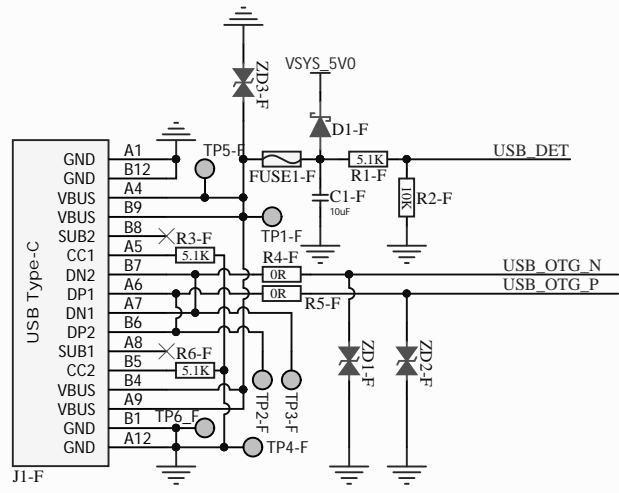 VSYS_5V0
ZD3-F
D1-F
USB Type-C
GND A1
TP5-F
FUSE1-F
5.1K
R1-F
USB_DET
GND B12
VBUS A4
C1-F
10uF
10K
R2-F
VBUS B9
TP1-F
SUB2 B8
R3-F
CC1 A5
5.1K
R4-F
DN2 B7
0R
USB_OTG_N
DP1 A6
0R
R5-F
USB_OTG_P
DN1 A7
DP2 B6
SUB1 A8
R6-F
CC2 B5
5.1K
TP2-F
TP3-F
ZD1-F
ZD2-F
VBUS B4
VBUS A9
GND B1
TP6_F
GND A12
TP4-F
J1-F